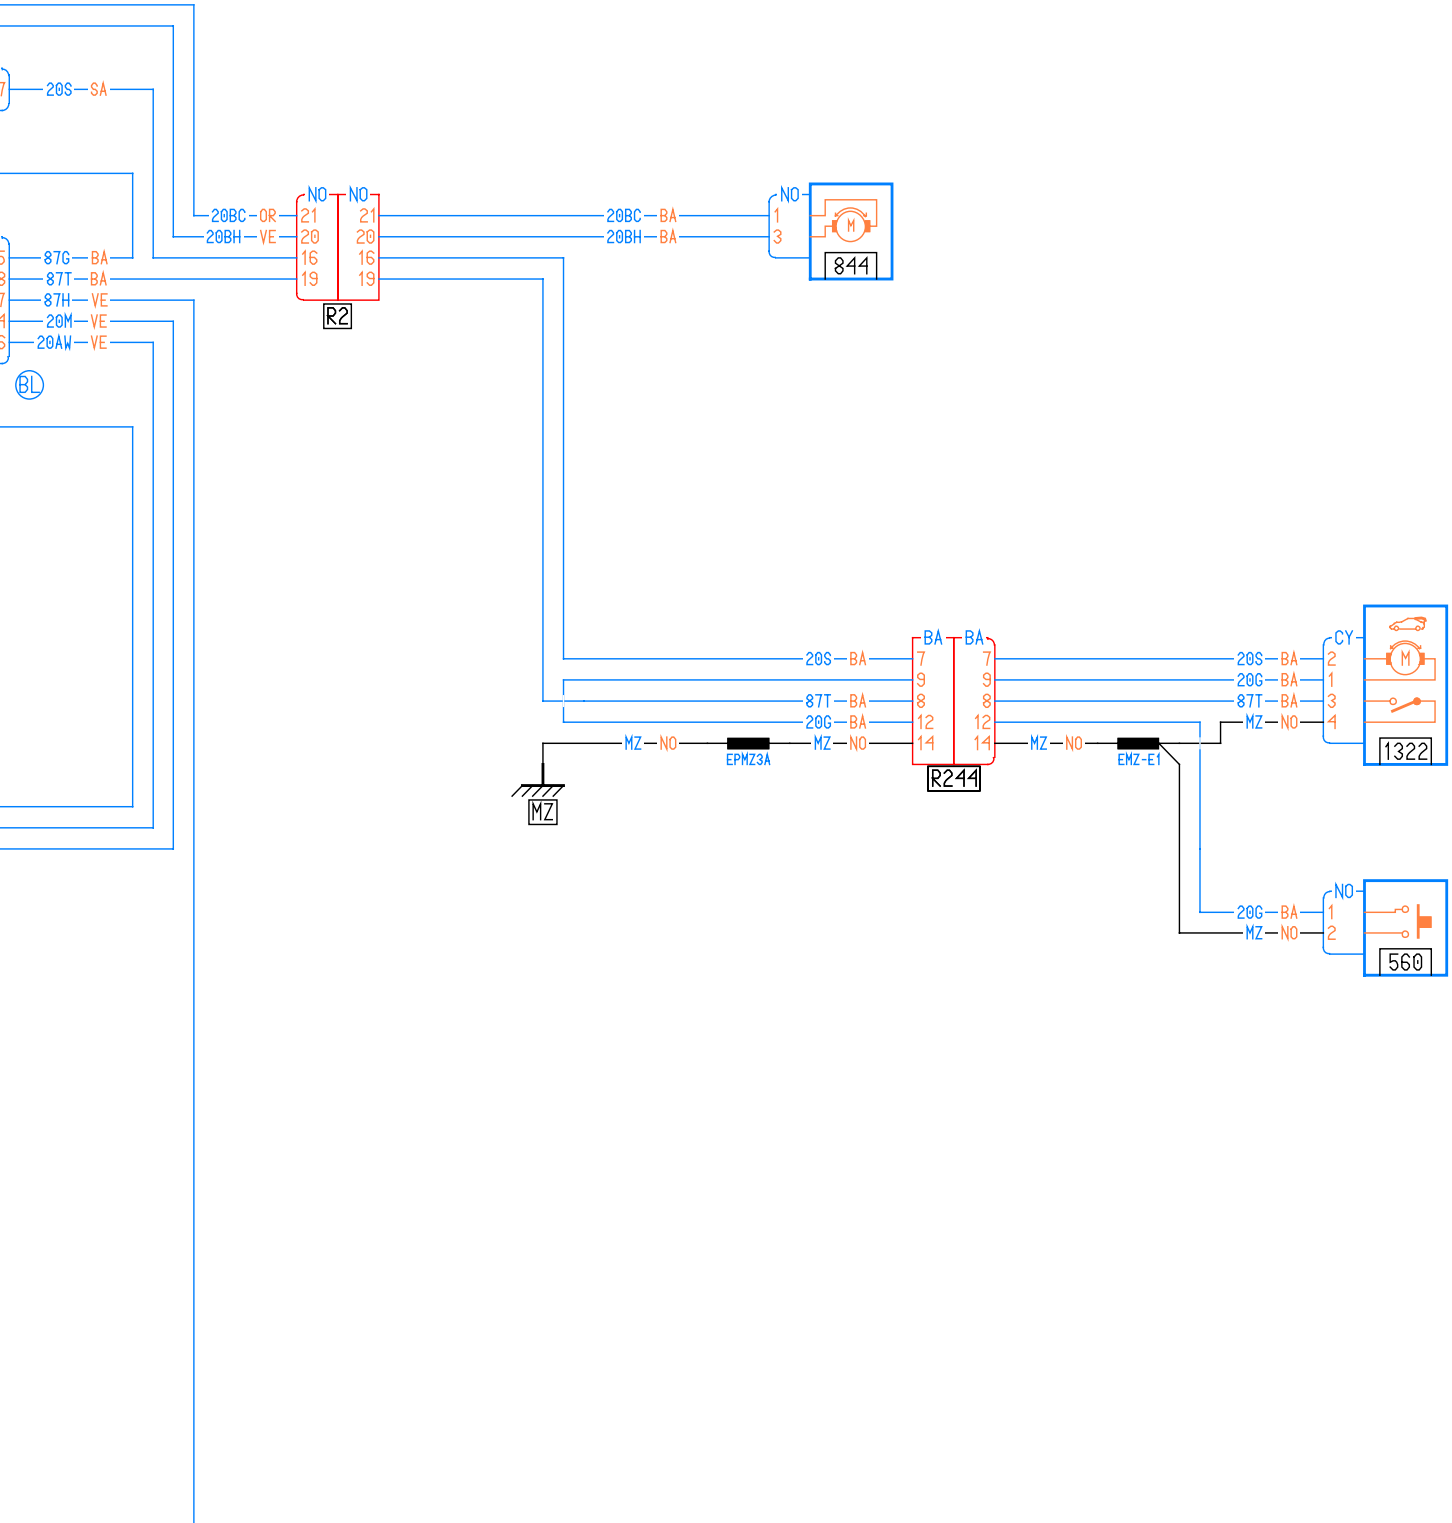 7 20S SA
NO NO NO
20BC OR 21 21 20BC BA 1
20BH VE 20 20 20BH BA 3
87G BA 16 16
844
87T BA 19 19
7 87H VE
R2
20M VE
20AW VE
BL
BA BA CY
20S BA 7 7 20S BA 2
M
9 9 20G BA 1
87T BA 8 8 87T BA 3
20G BA 12 12 MZ NO 4
MZ NO MZ NO 14 14 MZ NO
1322
EPMZ3A EMZ-E1
R244
MZ
NO
20G BA 1
MZ NO 2
560